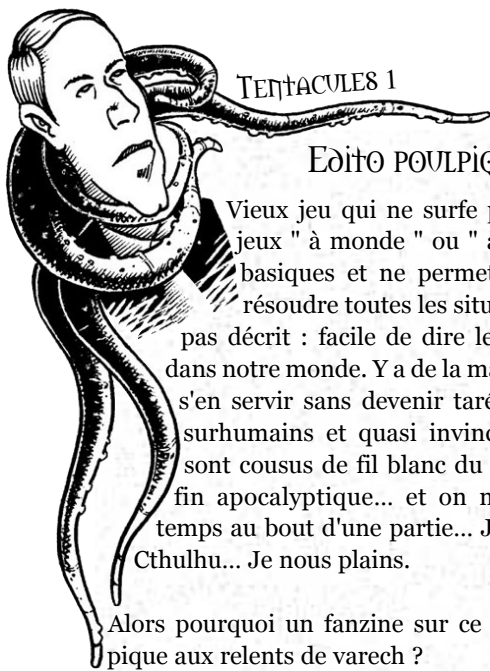 TENTACULES 1
EDITO POULPIQ
Vieux jeu qui ne surfe p
jeux " à monde " ou " a
basiques et ne permet
résoudre toutes les situ
pas décrit : facile de dire le
dans notre monde. Y a de la ma
s'en servir sans devenir taré
surhumains et quasi invinc
sont cousus de fil blanc du
fin apocalyptique... et on n
temps au bout d'une partie... J
Cthulhu... Je nous plains.
Alors pourquoi un fanzine sur ce
pique aux relents de varech ?